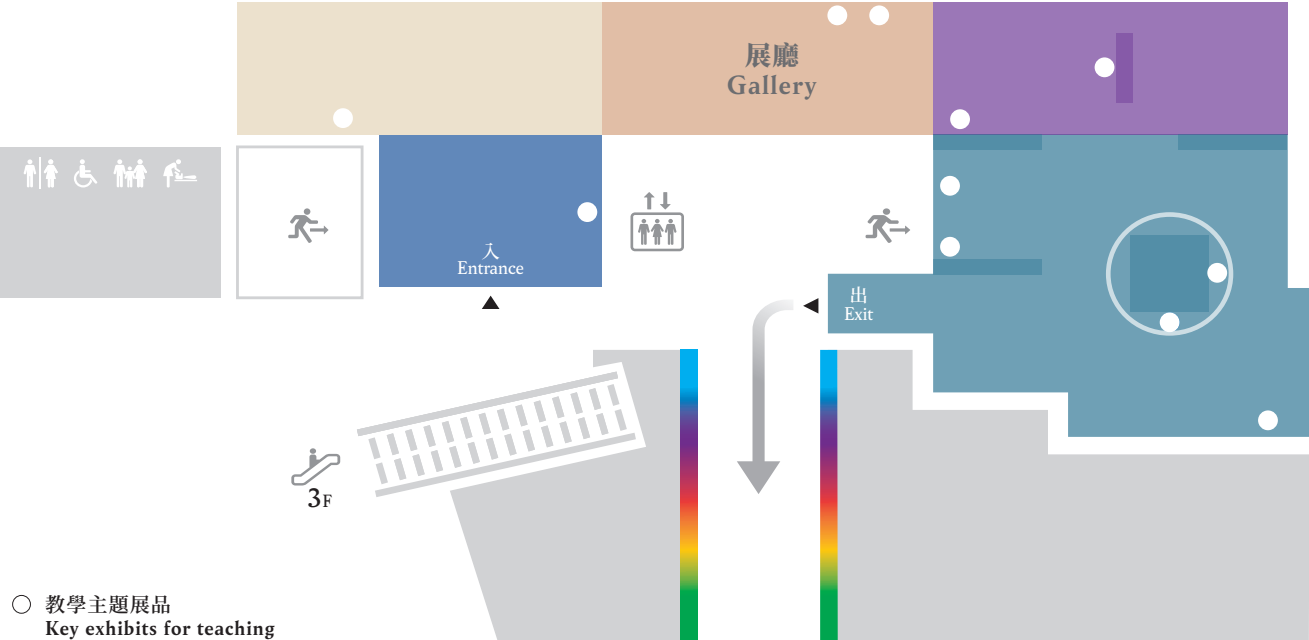 展廳
Gallery
入
Entrance
出
Exit
3F
教學主題展品
Key exhibits for teaching